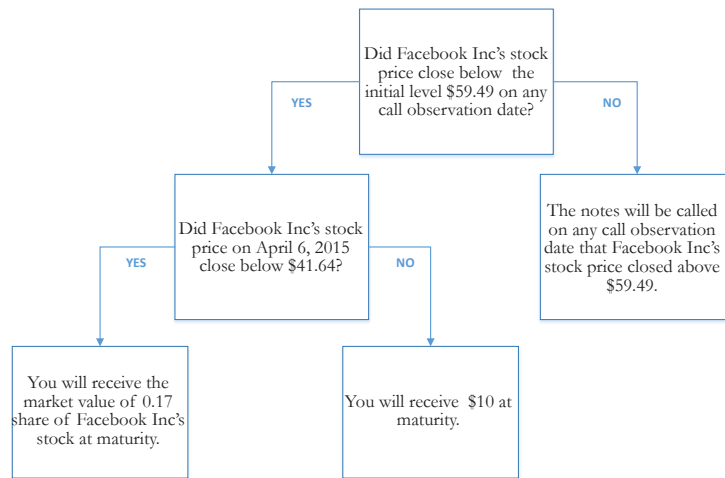 Did Facebook Inc's stock
price close below the
initial level $59.49 on any
call observation date?
YES
NO
Did Facebook Inc's stock
price on April 6, 2015
close below $41.64?
The notes will be called
on any call observation
date that Facebook Inc's
stock price closed above
$59.49.
YES
NO
You will receive the
market value of 0.17
share of Facebook Inc's
stock at maturity.
You will receive $10 at
maturity.